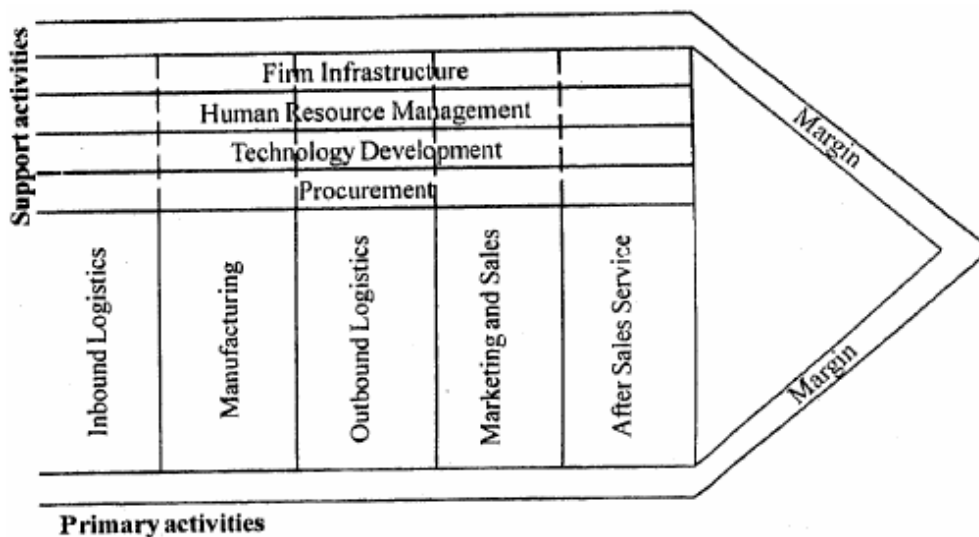 Support activities
Firm Infrastructure
Human Resource Management
Technology Development
Procurement
Inbound Logistics
Manufacturing
Outbound Logistics
Marketing and Sales
After Sales Service
Margin
Margin
Primary activities